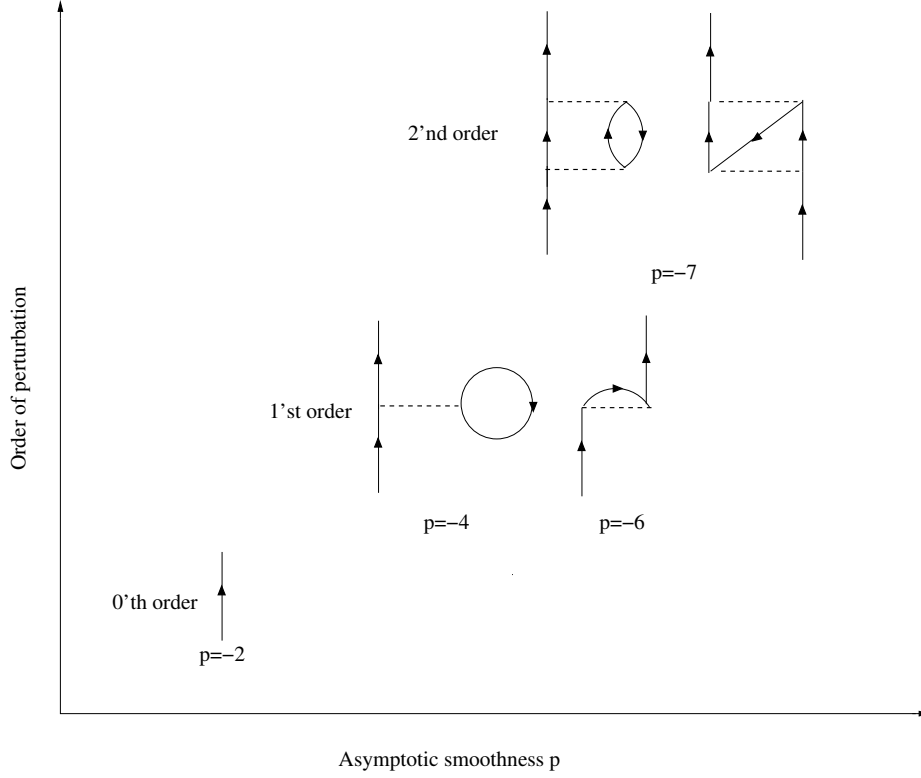 2'nd order
p=−7
Order of perturbation
1'st order
p=−4
p=−6
0'th order
p=−2
Asymptotic smoothness p